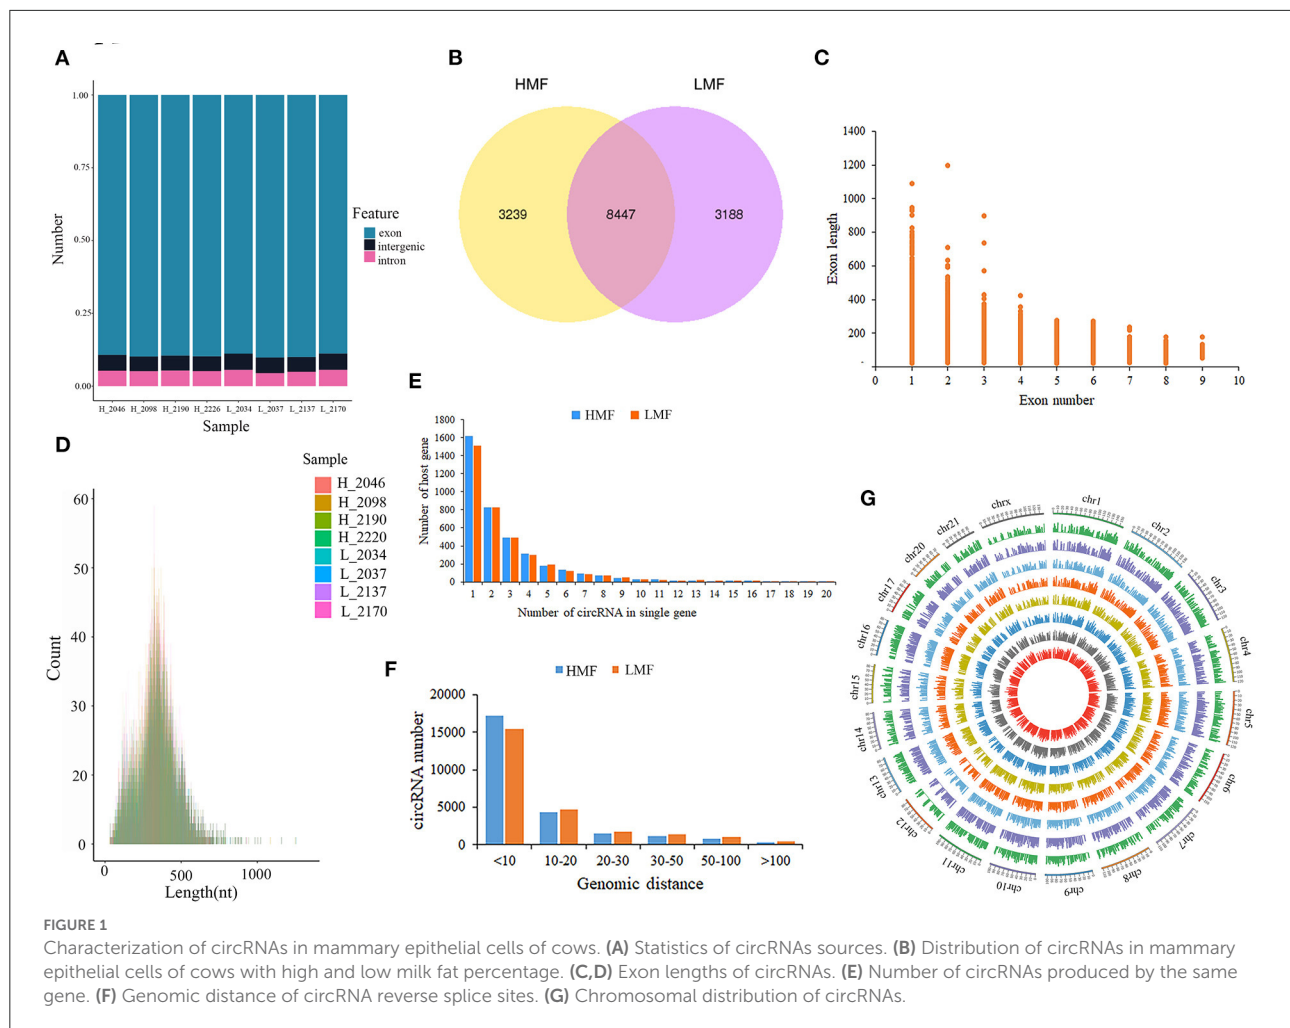 A
1.00
0.75
0.50
0.25
0.00
Number
H_2046 H_2098 H_2190 H_2226 L_2034 L_2037 L_2137 L_2170
Sample
Feature
exon
intergenic
intron
B
HMF LMF
3239 8447 3188
C
1400
1200
1000
800
600
400
200
-
Exon length
0 1 2 3 4 5 6 7 8 9 10
Exon number
D
60
50
40
30
20
10
0
Count
0 500 1000
Length(nt)
Sample
H_2046
H_2098
H_2190
H_2220
L_2034
L_2037
L_2137
L_2170
E
HMF LMF
1800
1600
1400
1200
1000
800
600
400
200
0
Number of host gene
1 2 3 4 5 6 7 8 9 10 11 12 13 14 15 16 17 18 19 20
Number of circRNA in single gene
F
HMF LMF
20000
15000
10000
5000
0
circRNA number
<10 10-20 20-30 30-50 50-100 >100
Genomic distance
G
chr1
chr2
chr3
chr4
chr5
chr6
chr7
chr8
chr9
chr10
chr11
chr12
chr13
chr14
chr15
chr16
chr17
chr20
chr21
chrx
FIGURE 1
Characterization of circRNAs in mammary epithelial cells of cows. (A) Statistics of circRNAs sources. (B) Distribution of circRNAs in mammary
epithelial cells of cows with high and low milk fat percentage. (C,D) Exon lengths of circRNAs. (E) Number of circRNAs produced by the same
gene. (F) Genomic distance of circRNA reverse splice sites. (G) Chromosomal distribution of circRNAs.